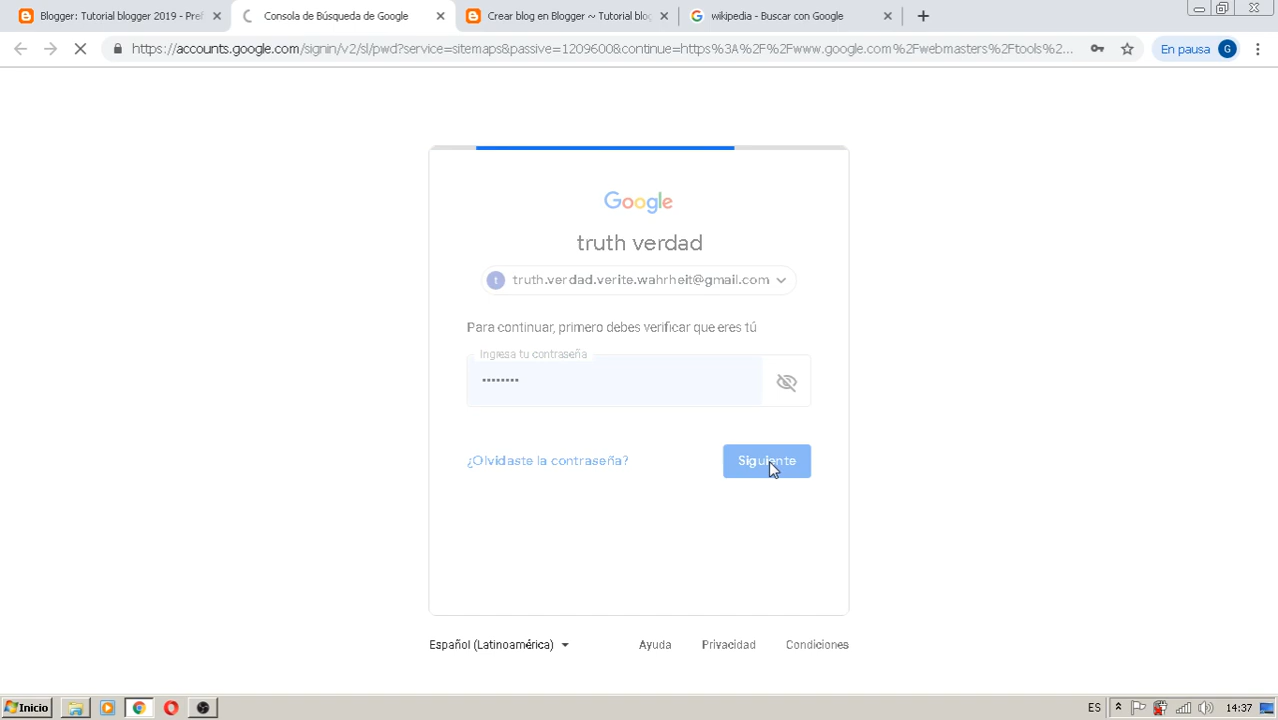 Blogger: Tutorial blogger 2019 - Prof
Consola de Búsqueda de Google
Crear blog en Blogger ~ Tutorial blog
wikipedia - Buscar con Google
https://accounts.google.com/signin/v2/sl/pwd?service=sitemaps&passive=1209600&continue=https%3A%2F%2Fwww.google.com%2Fwebmasters%2Ftools%2...
En pausa G
Google
truth verdad
t truth.verdad.verite.wahrheit@gmail.com
Para continuar, primero debes verificar que eres tú
Ingresa tu contraseña
••••••••
¿Olvidaste la contraseña?
Siguiente
Español (Latinoamérica)
Ayuda
Privacidad
Condiciones
Inicio
ES
14:37